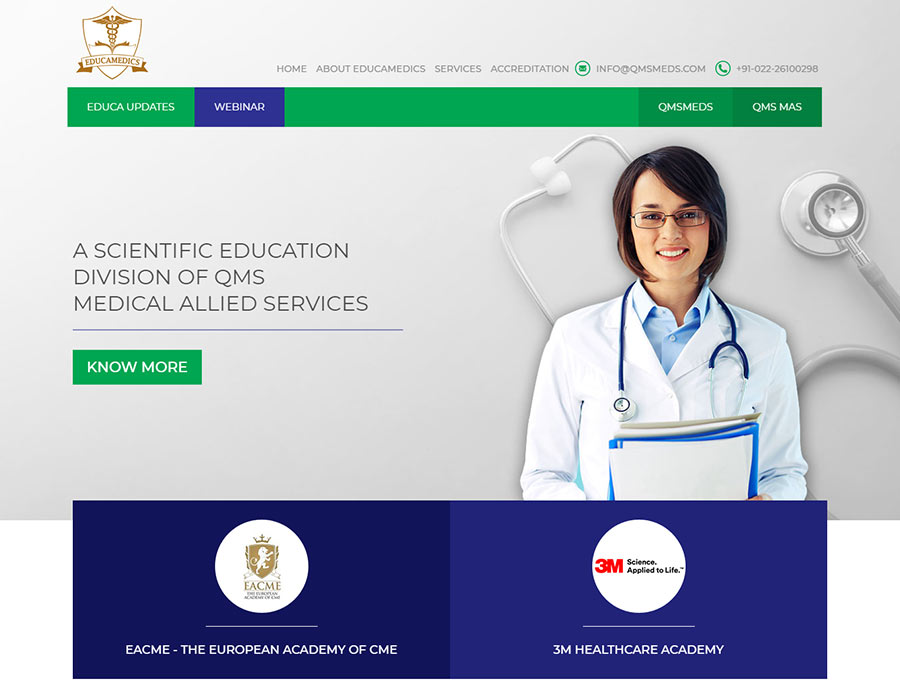 EDUCAMEDICS
HOME ABOUT EDUCAMEDICS SERVICES ACCREDITATION INFO@QMSMEDS.COM +91-022-26100298
EDUCA UPDATES WEBINAR QMSMEDS QMS MAS
A SCIENTIFIC EDUCATION
DIVISION OF QMS
MEDICAL ALLIED SERVICES
KNOW MORE
EACME
THE EUROPEAN
ACADEMY OF CME
3M Science.
Applied to Life.™
EACME - THE EUROPEAN ACADEMY OF CME
3M HEALTHCARE ACADEMY